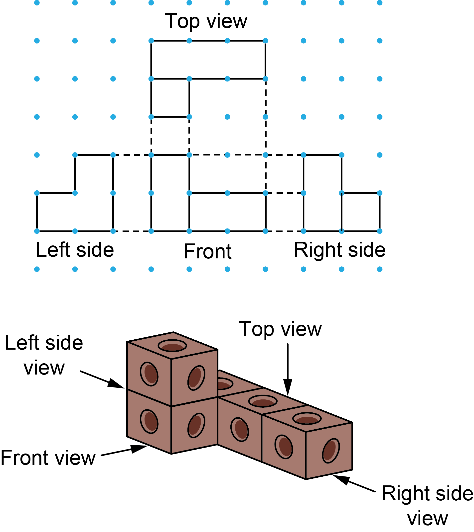 Top view
Left side
Front
Right side
Top view
Left side
view
Front view
Right side
view